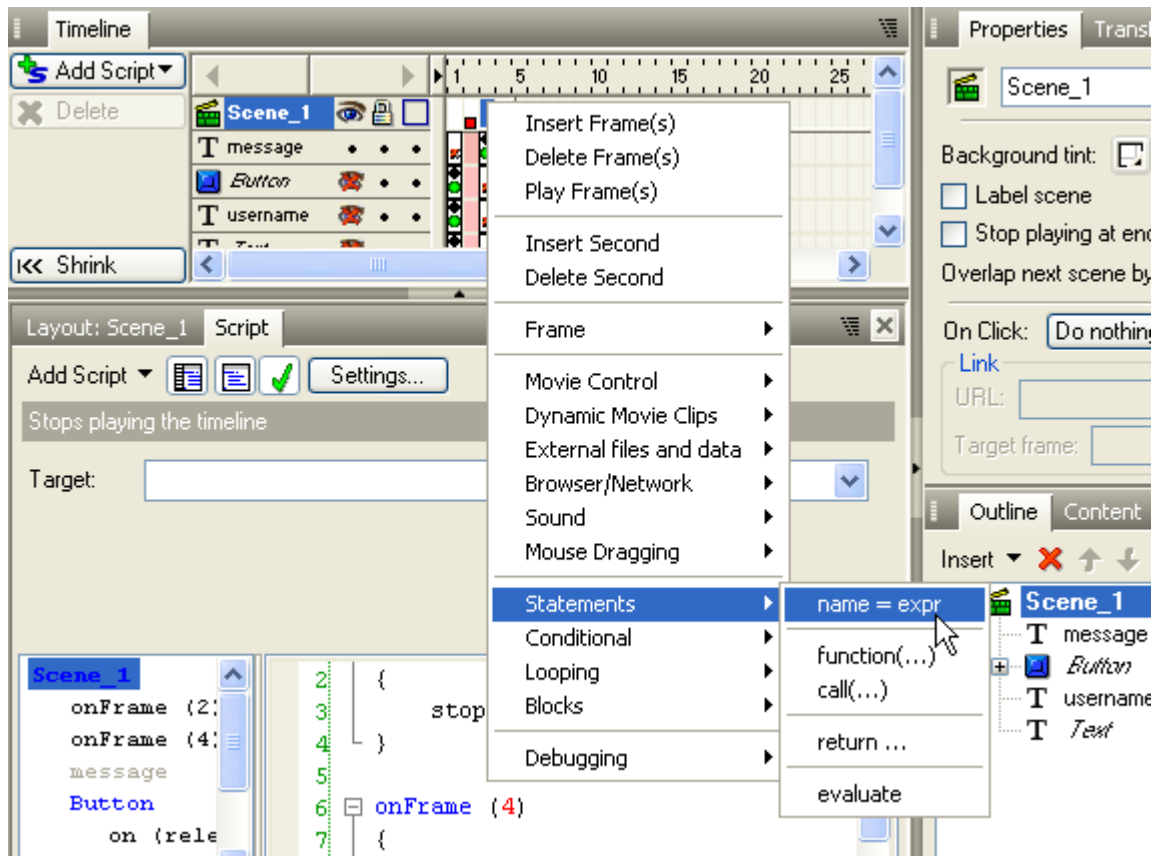 Timeline
Add Script
Delete
Shrink
1 5 10 15 20 25
Scene_1
message
Button
username
Insert Frame(s)
Delete Frame(s)
Play Frame(s)
Insert Second
Delete Second
Frame
Movie Control
Dynamic Movie Clips
External files and data
Browser/Network
Sound
Mouse Dragging
Statements
Conditional
Looping
Blocks
Debugging
name = expr
function(...)
call(...)
return ...
evaluate
Layout: Scene_1 Script
Add Script Settings...
Stops playing the timeline
Target:
Scene_1
onFrame (2)
onFrame (4)
message
Button
on (rele
2 {
3 stop
4 }
5
6 onFrame (4)
7 {
Properties Transf
Scene_1
Background tint:
Label scene
Stop playing at end
Overlap next scene by
On Click: Do nothing
Link
URL:
Target frame:
Outline Content
Insert
Scene_1
message
Button
username
Text